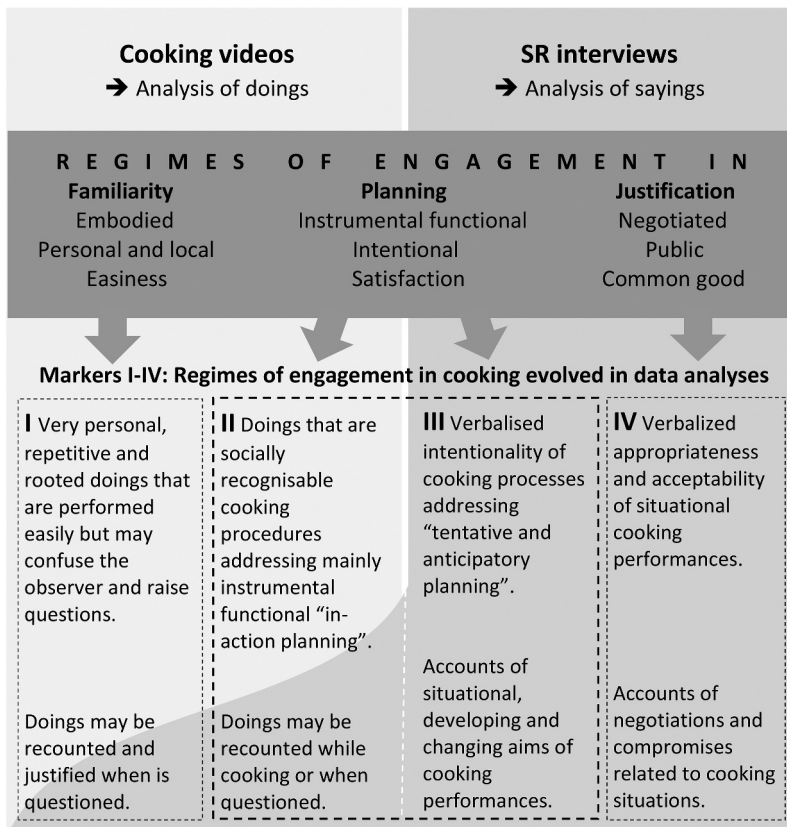 Cooking videos
➔ Analysis of doings
SR interviews
➔ Analysis of sayings
REGIMES OF ENGAGEMENT IN
Familiarity
Embodied
Personal and local
Easiness
Planning
Instrumental functional
Intentional
Satisfaction
Justification
Negotiated
Public
Common good
Markers I-IV: Regimes of engagement in cooking evolved in data analyses
I Very personal,
repetitive and
rooted doings that
are performed
easily but may
confuse the
observer and raise
questions.
Doings may be
recounted and
justified when is
questioned.
II Doings that are
socially
recognisable
cooking
procedures
addressing mainly
instrumental
functional “in-
action planning”.
Doings may be
recounted while
cooking or when
questioned.
III Verbalised
intentionality of
cooking processes
addressing
“tentative and
anticipatory
planning”.
Accounts of
situational,
developing and
changing aims of
cooking
performances.
IV Verbalized
appropriateness
and acceptability
of situational
cooking
performances.
Accounts of
negotiations and
compromises
related to cooking
situations.